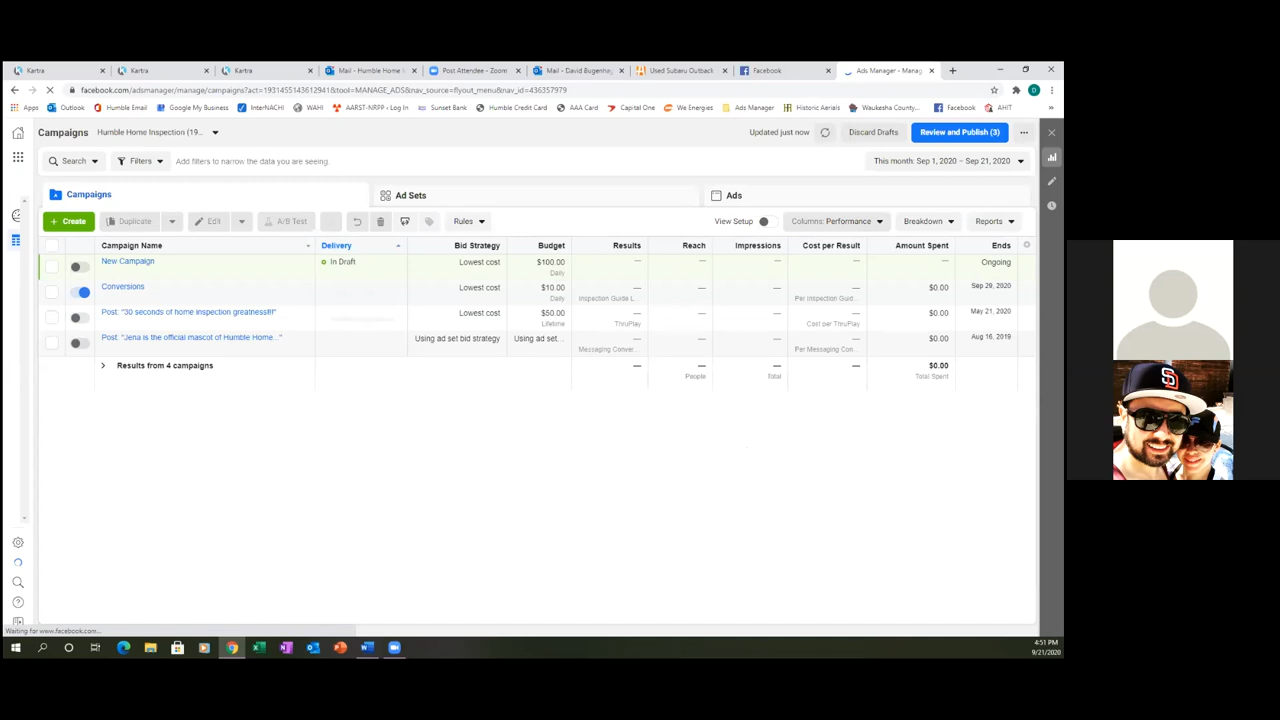 Kartra Kartra Kartra Mail - Humble Home I Post Attendee - Zoom Mail - David Bugenha Used Subaru Outback Facebook Ads Manager - Manag
facebook.com/adsmanager/manage/campaigns?act=1931455143612941&tool=MANAGE_ADS&nav_source=flyout_menu&nav_id=436357979
Apps Outlook Humble Email Google My Business InterNACHI AARST-NRPP • Log In WAHI Sunset Bank Humble Credit Card AAA Card Capital One We Energies Ads Manager Historic Aerials Waukesha County... Facebook AHIT
Campaigns Humble Home Inspection (19... Updated just now Discard Drafts Review and Publish (3)
Search Filters Add filters to narrow the data you are seeing. This month: Sep 1, 2020 – Sep 21, 2020
Campaigns Ad Sets Ads
+ Create Duplicate Edit A/B Test Rules View Setup Columns: Performance Breakdown Reports
Campaign Name Delivery Bid Strategy Budget Results Reach Impressions Cost per Result Amount Spent Ends
New Campaign In Draft Lowest cost $100.00 — — — — — Ongoing
Daily
Conversions Lowest cost $10.00 — — — — $0.00 Sep 29, 2020
Daily Inspection Guide L... Per Inspection Guid...
Post: "30 seconds of home inspection greatness!!!" Lowest cost $50.00 — — — — $0.00 May 21, 2020
Lifetime ThruPlay Cost per ThruPlay
Post: "Jena is the official mascot of Humble Home..." Using ad set bid strategy Using ad set... — — — — $0.00 Aug 16, 2019
Messaging Conver... Per Messaging Con...
Results from 4 campaigns — — — — $0.00
People Total Total Spent
Waiting for www.facebook.com...
4:51 PM
9/21/2020